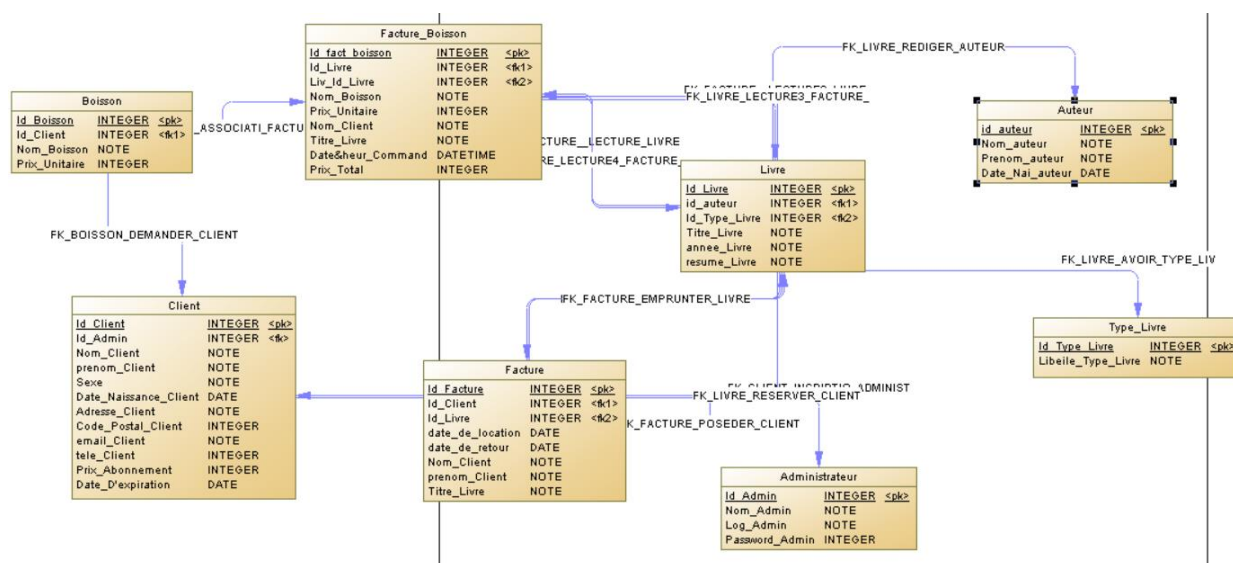 Facture_Boisson
Id_fact_boisson INTEGER <pk>
Id_Livre INTEGER <fk1>
Liv_Id_Livre INTEGER <fk2>
Nom_Boisson NOTE
Prix_Unitaire INTEGER
Nom_Client NOTE
Titre_Livre NOTE
Date&heur_Command DATETIME
Prix_Total INTEGER
FK_LIVRE_REDIGER_AUTEUR
FK_LIVRE_LECTURE3_FACTURE_
Boisson
Id_Boisson INTEGER <pk>
Id_Client INTEGER <fk1>
Nom_Boisson NOTE
Prix_Unitaire INTEGER
_ASSOCIATI_FACTU
Auteur
id_auteur INTEGER <pk>
Nom_auteur NOTE
Prenom_auteur NOTE
Date_Nai_auteur DATE
CTURE__LECTURE_LIVRE
RE_LECTURE4_FACTURE_
Livre
Id_Livre INTEGER <pk>
id_auteur INTEGER <fk1>
Id_Type_Livre INTEGER <fk2>
Titre_Livre NOTE
annee_Livre NOTE
resume_Livre NOTE
FK_BOISSON_DEMANDER_CLIENT
FK_LIVRE_AVOIR_TYPE_LIV
Client
Id_Client INTEGER <pk>
Id_Admin INTEGER <fk>
Nom_Client NOTE
prenom_Client NOTE
Sexe NOTE
Date_Naissance_Client DATE
Adresse_Client NOTE
Code_Postal_Client INTEGER
email_Client NOTE
tele_Client INTEGER
Prix_Abonnement INTEGER
Date_D'expiration DATE
FK_FACTURE_EMPRUNTER_LIVRE
Type_Livre
Id_Type_Livre INTEGER <pk>
Libeile_Type_Livre NOTE
Facture
Id_Facture INTEGER <pk>
Id_Client INTEGER <fk1>
Id_Livre INTEGER <fk2>
date_de_location DATE
date_de_retour DATE
Nom_Client NOTE
prenom_Client NOTE
Titre_Livre NOTE
FK_CLIENT_INSCRIPTIO_ADMINIST
FK_LIVRE_RESERVER_CLIENT
K_FACTURE_POSEDER_CLIENT
Administrateur
Id_Admin INTEGER <pk>
Nom_Admin NOTE
Log_Admin NOTE
Password_Admin INTEGER